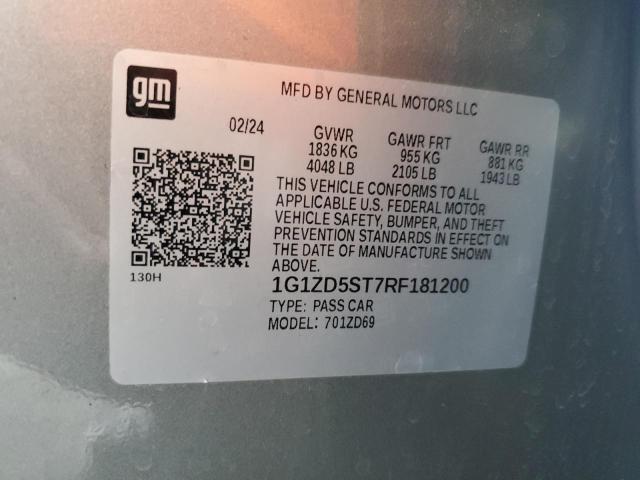 gm
MFD BY GENERAL MOTORS LLC
02/24 GVWR GAWR FRT GAWR RR
1836 KG 955 KG 881 KG
4048 LB 2105 LB 1943 LB
THIS VEHICLE CONFORMS TO ALL
APPLICABLE U.S. FEDERAL MOTOR
VEHICLE SAFETY, BUMPER, AND THEFT
PREVENTION STANDARDS IN EFFECT ON
THE DATE OF MANUFACTURE SHOWN
ABOVE.
130H
1G1ZD5ST7RF181200
TYPE: PASS CAR
MODEL: 701ZD69